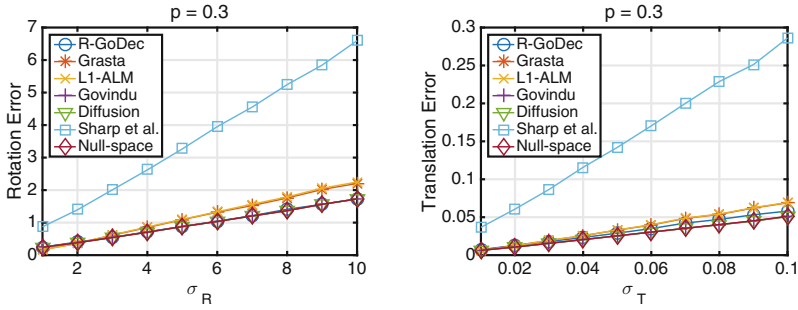 p = 0.3
Rotation Error
7
6
5
4
3
2
1
0
R-GoDec
Grasta
L1-ALM
Govindu
Diffusion
Sharp et al.
Null-space
2 4 6 8 10
σ R
p = 0.3
Translation Error
0.3
0.25
0.2
0.15
0.1
0.05
0
R-GoDec
Grasta
L1-ALM
Govindu
Diffusion
Sharp et al.
Null-space
0.02 0.04 0.06 0.08 0.1
σ T